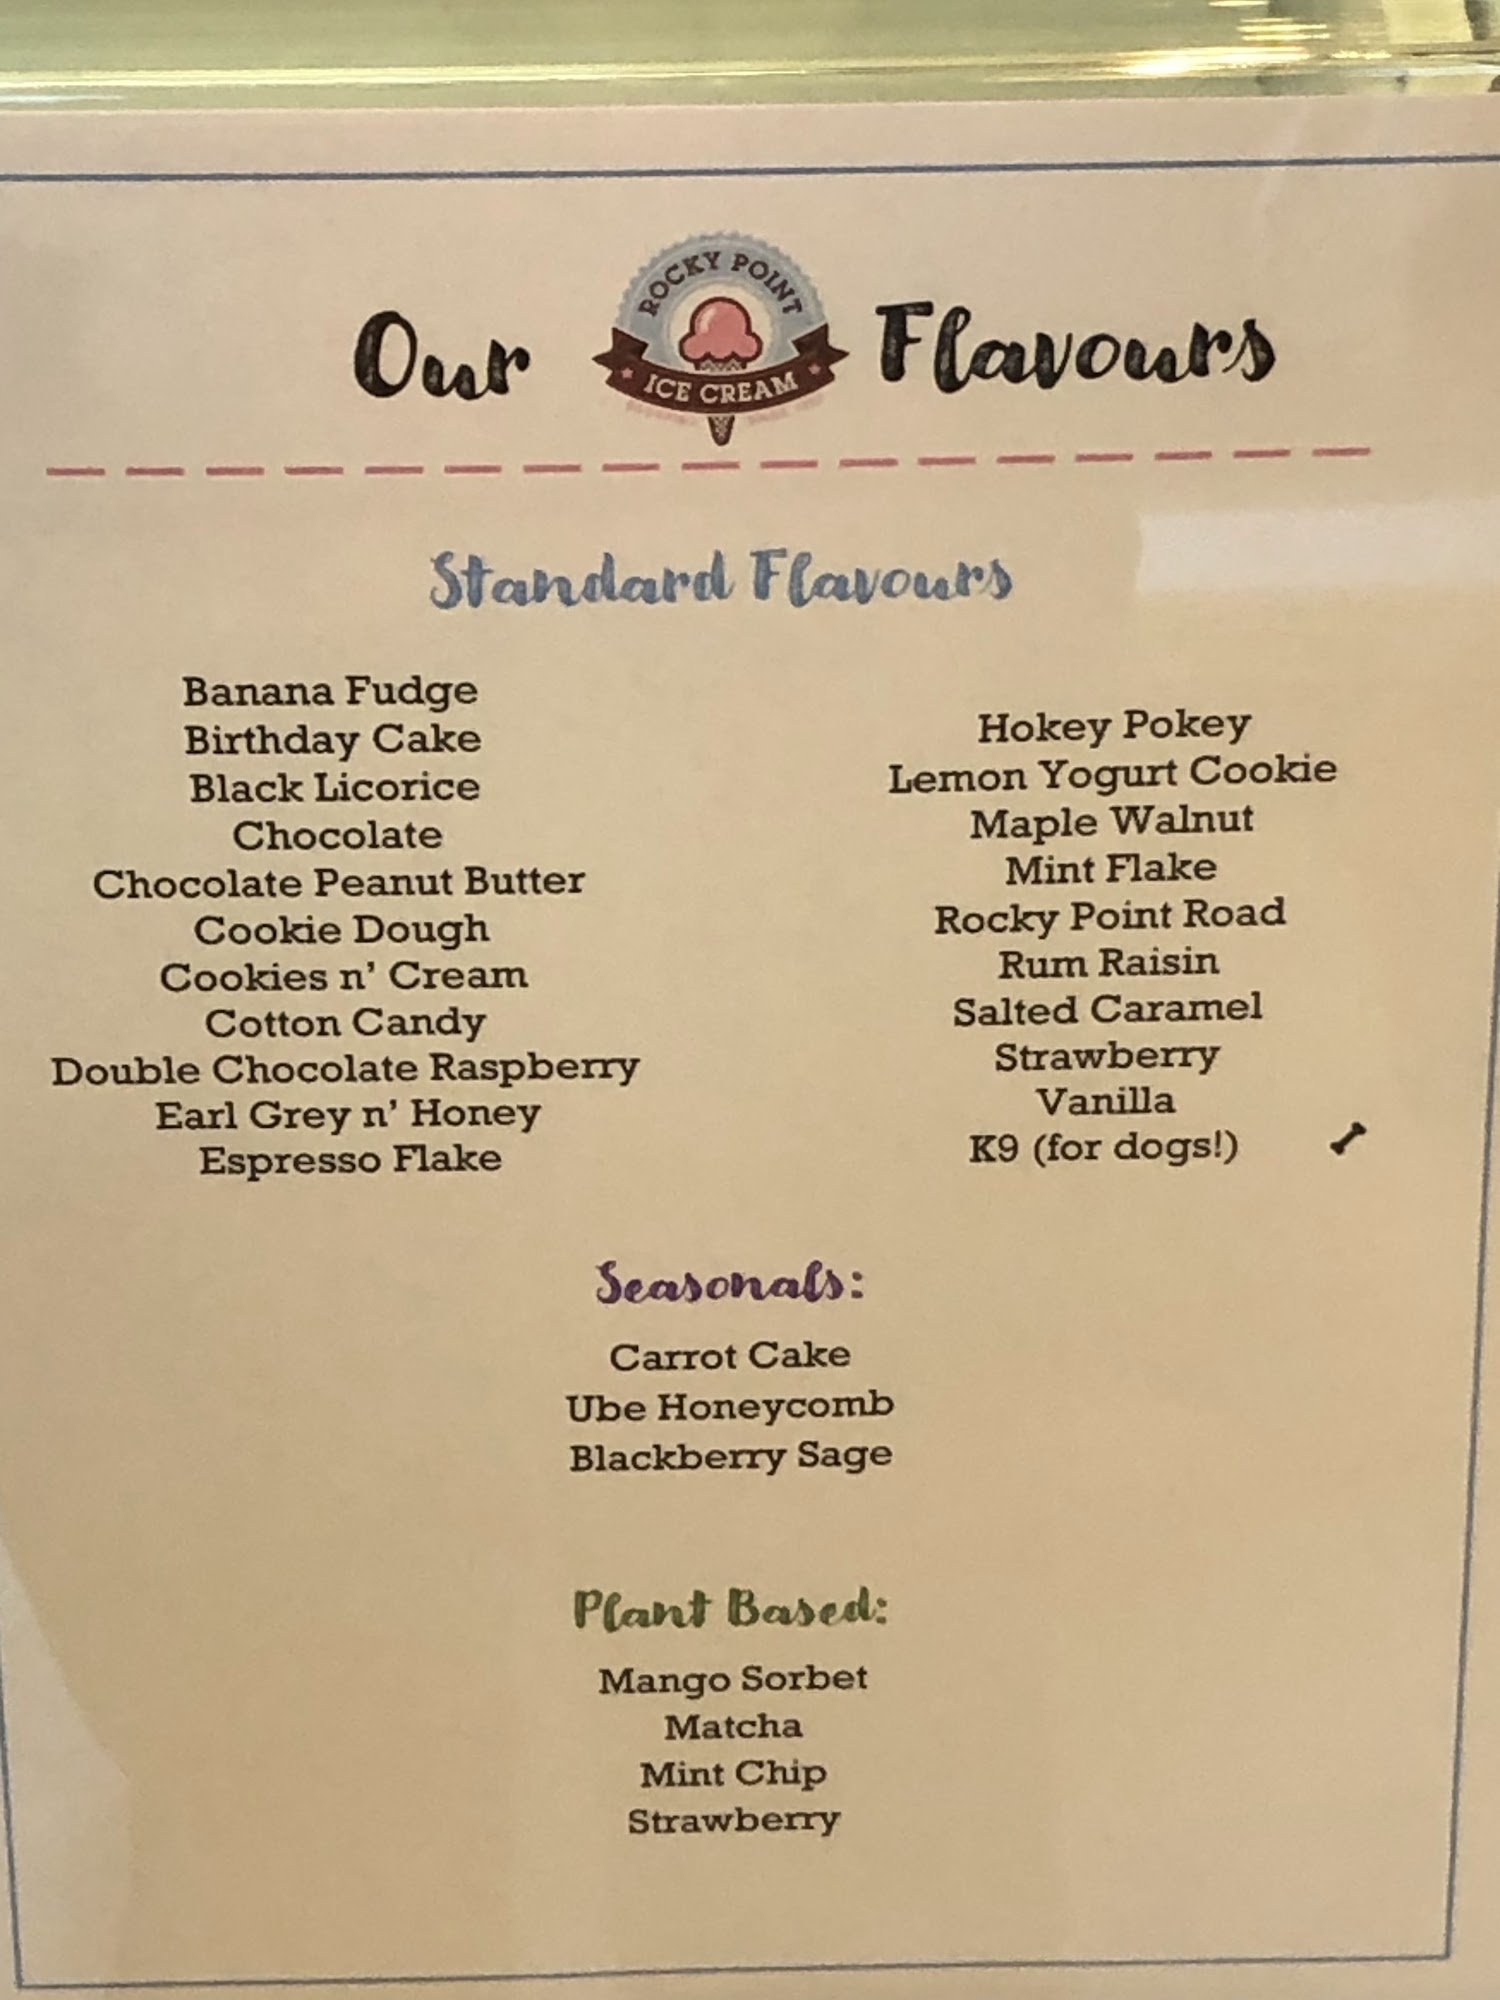 Our
ROCKY POINT
ICE CREAM
Flavours
Standard Flavours
Banana Fudge
Birthday Cake
Black Licorice
Chocolate
Chocolate Peanut Butter
Cookie Dough
Cookies n' Cream
Cotton Candy
Double Chocolate Raspberry
Earl Grey n' Honey
Espresso Flake
Hokey Pokey
Lemon Yogurt Cookie
Maple Walnut
Mint Flake
Rocky Point Road
Rum Raisin
Salted Caramel
Strawberry
Vanilla
K9 (for dogs!)
Seasonals:
Carrot Cake
Ube Honeycomb
Blackberry Sage
Plant Based:
Mango Sorbet
Matcha
Mint Chip
Strawberry